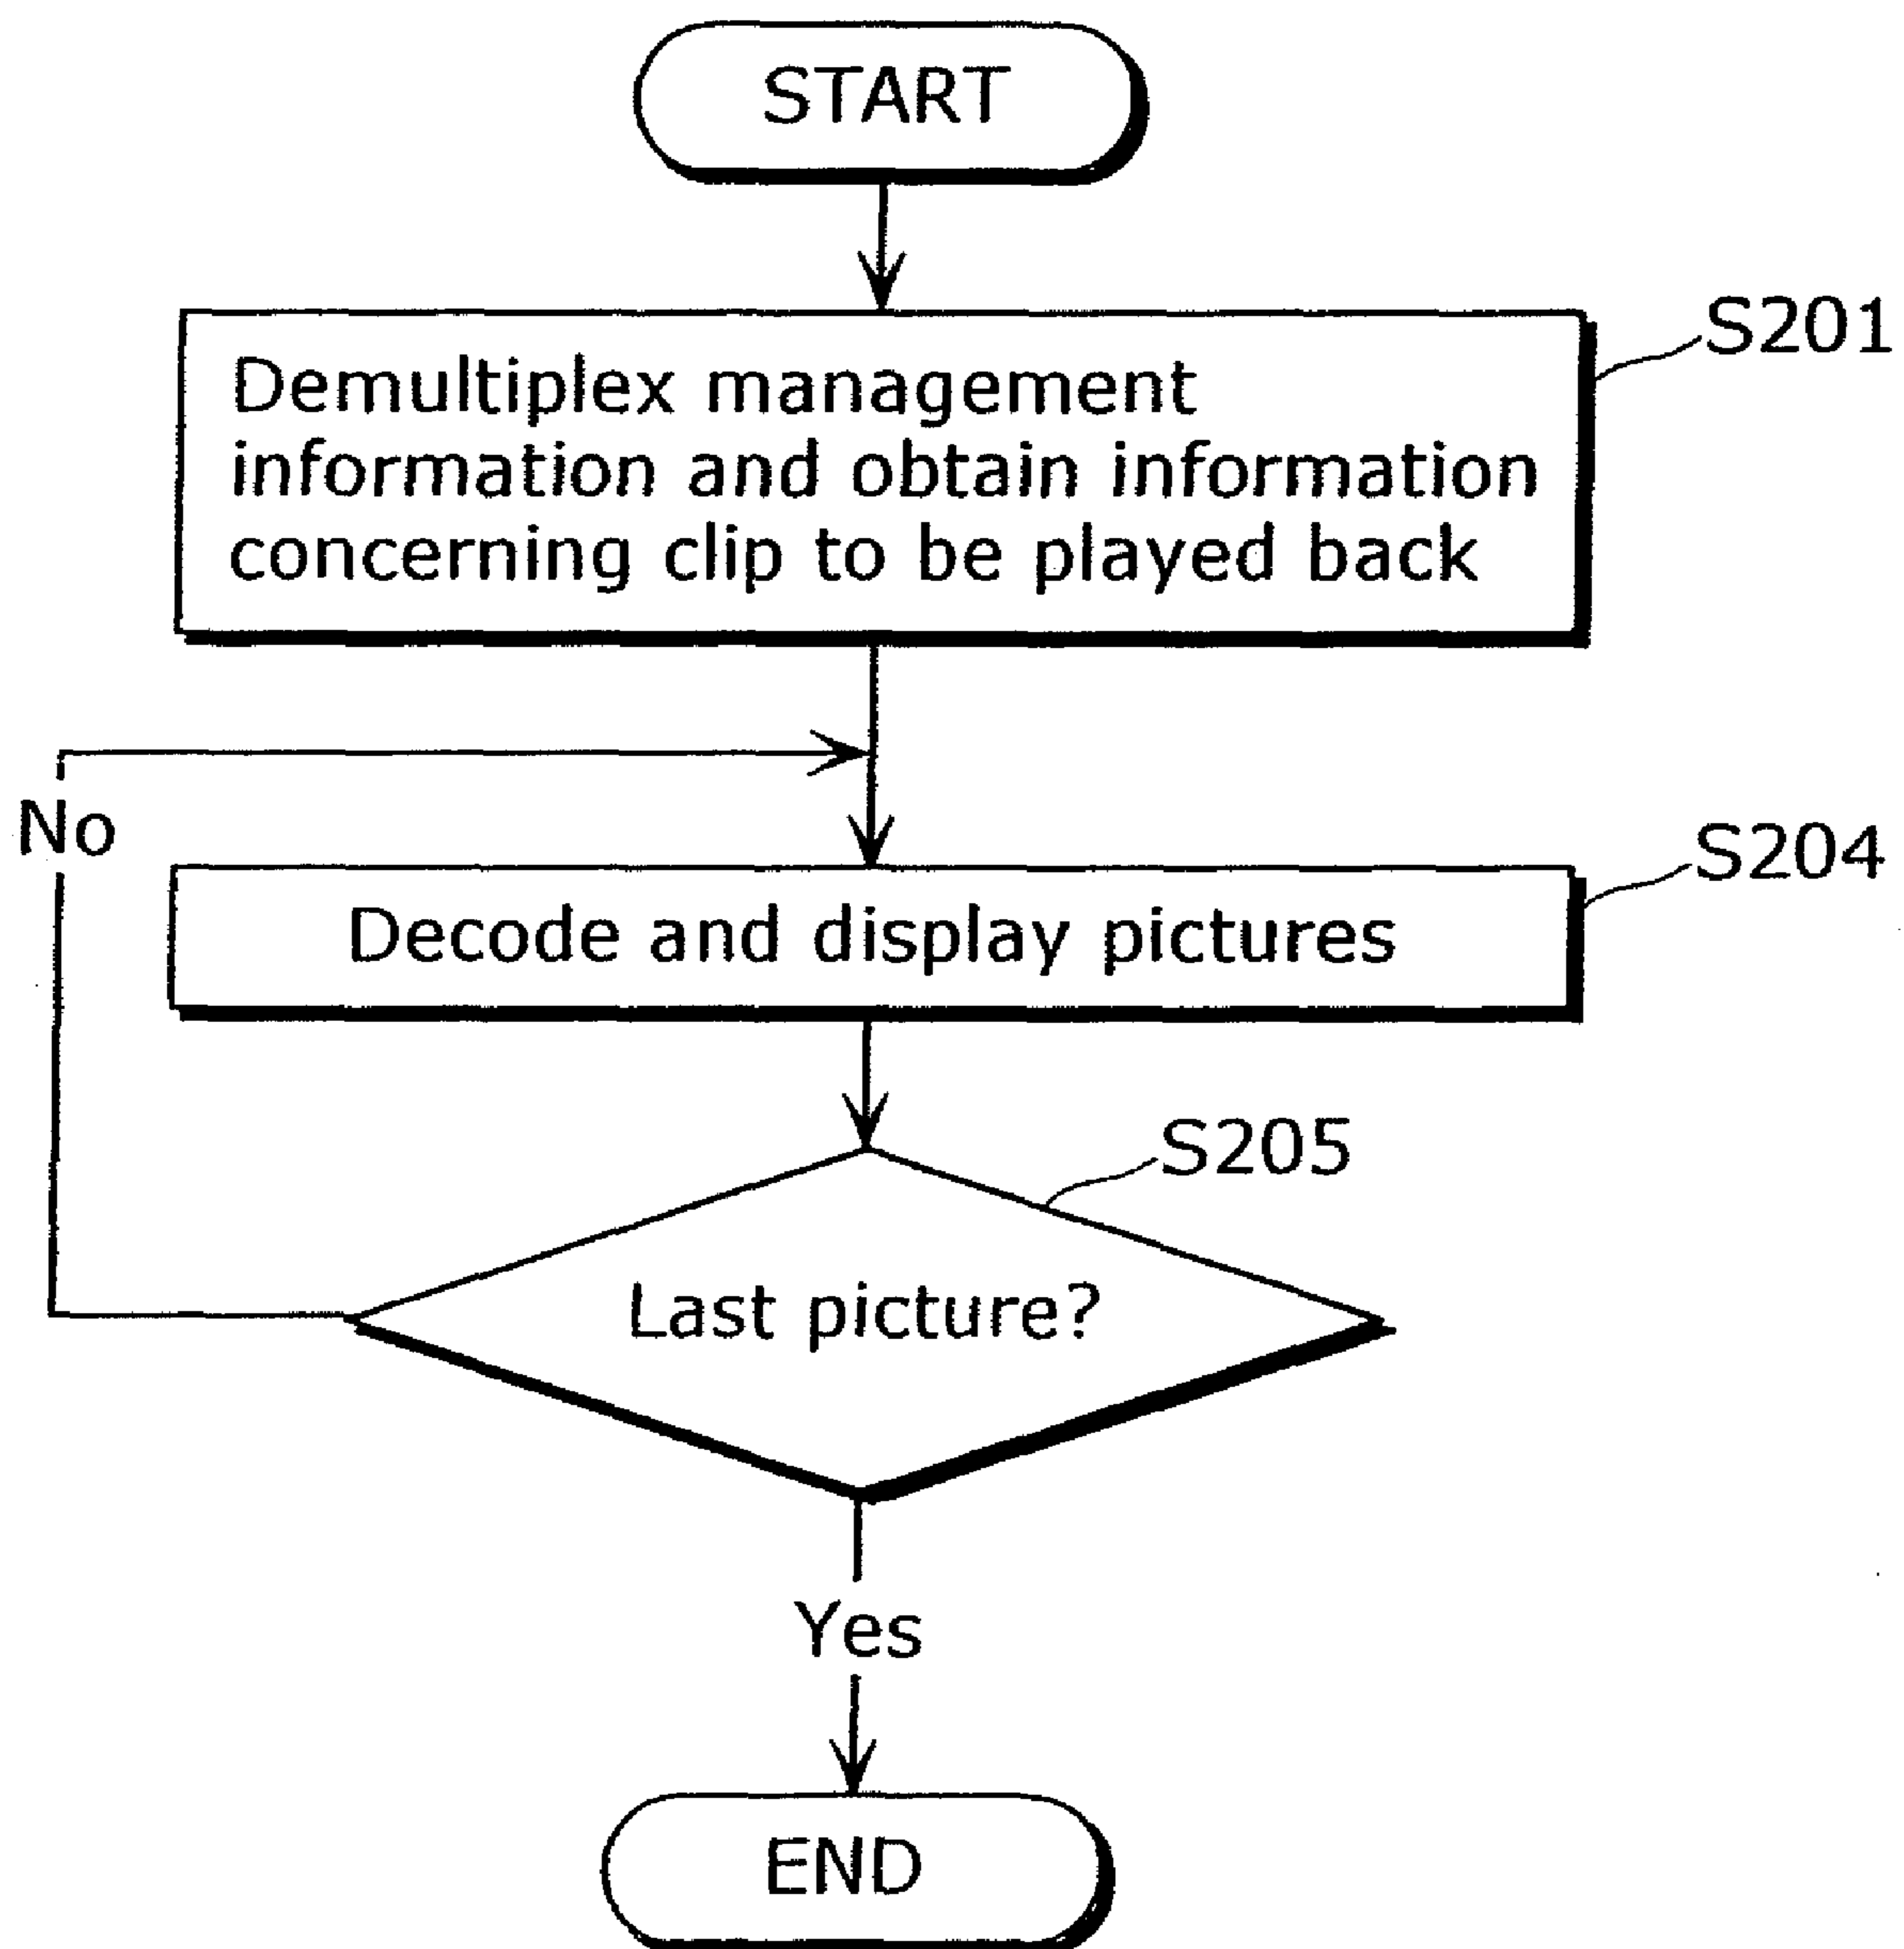 START
S201
Demultiplex management
information and obtain information
concerning clip to be played back
No
S204
Decode and display pictures
S205
Last picture?
Yes
END